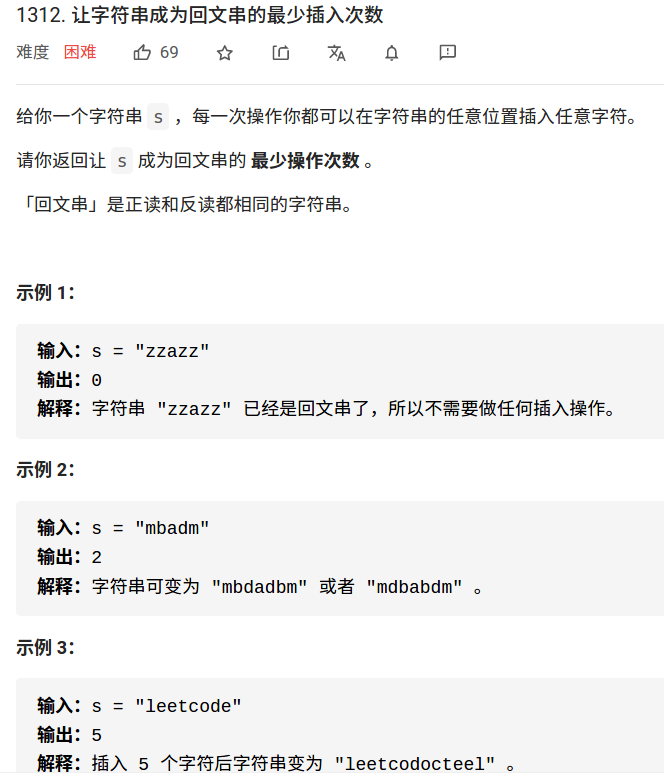 1312. 让字符串成为回文串的最少插入次数
难度 困难 69
给你一个字符串 s ，每一次操作你都可以在字符串的任意位置插入任意字符。
请你返回让 s 成为回文串的 最少操作次数 。
「回文串」是正读和反读都相同的字符串。
示例 1：
输入：s = "zzazz"
输出：0
解释：字符串 "zzazz" 已经是回文串了，所以不需要做任何插入操作。
示例 2：
输入：s = "mbadm"
输出：2
解释：字符串可变为 "mbdadbm" 或者 "mdbabdm" 。
示例 3：
输入：s = "leetcode"
输出：5
解释：插入 5 个字符后字符串变为 "leetcodocteel" 。